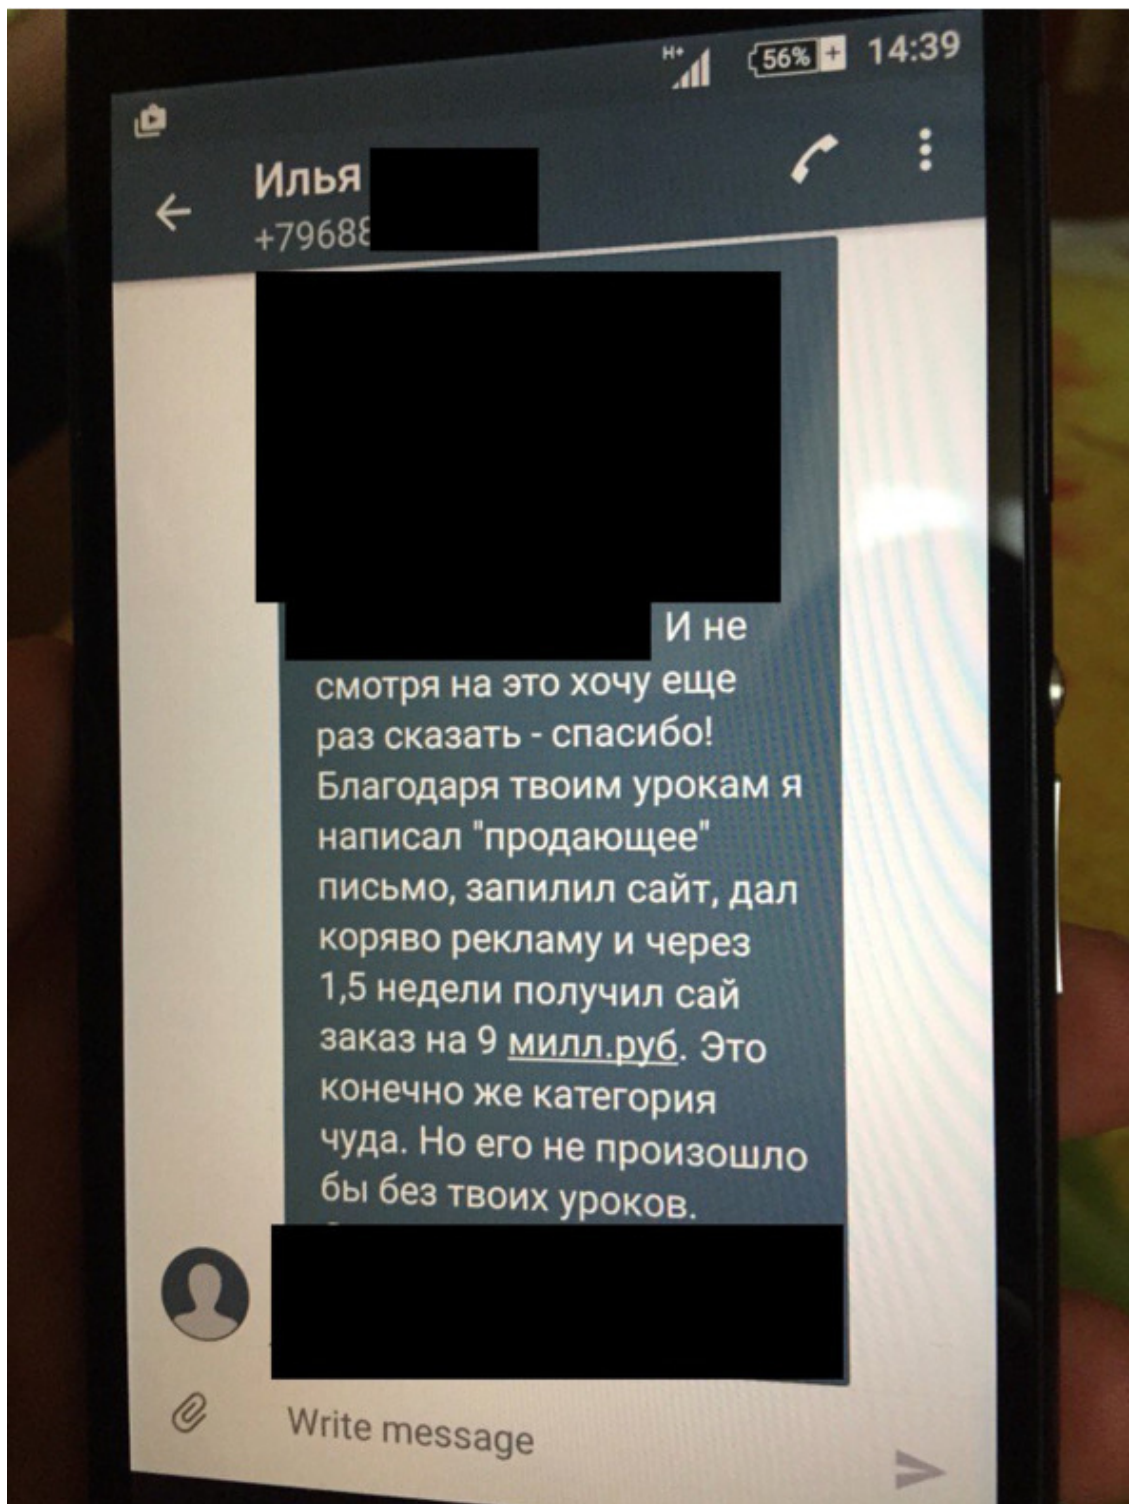 H+ 56% 14:39
Илья
+7968
И не
смотря на это хочу еще
раз сказать - спасибо!
Благодаря твоим урокам я
написал "продающее"
письмо, запилил сайт, дал
коряво рекламу и через
1,5 недели получил сай
заказ на 9 милл.руб. Это
конечно же категория
чуда. Но его не произошло
бы без твоих уроков.
Write message